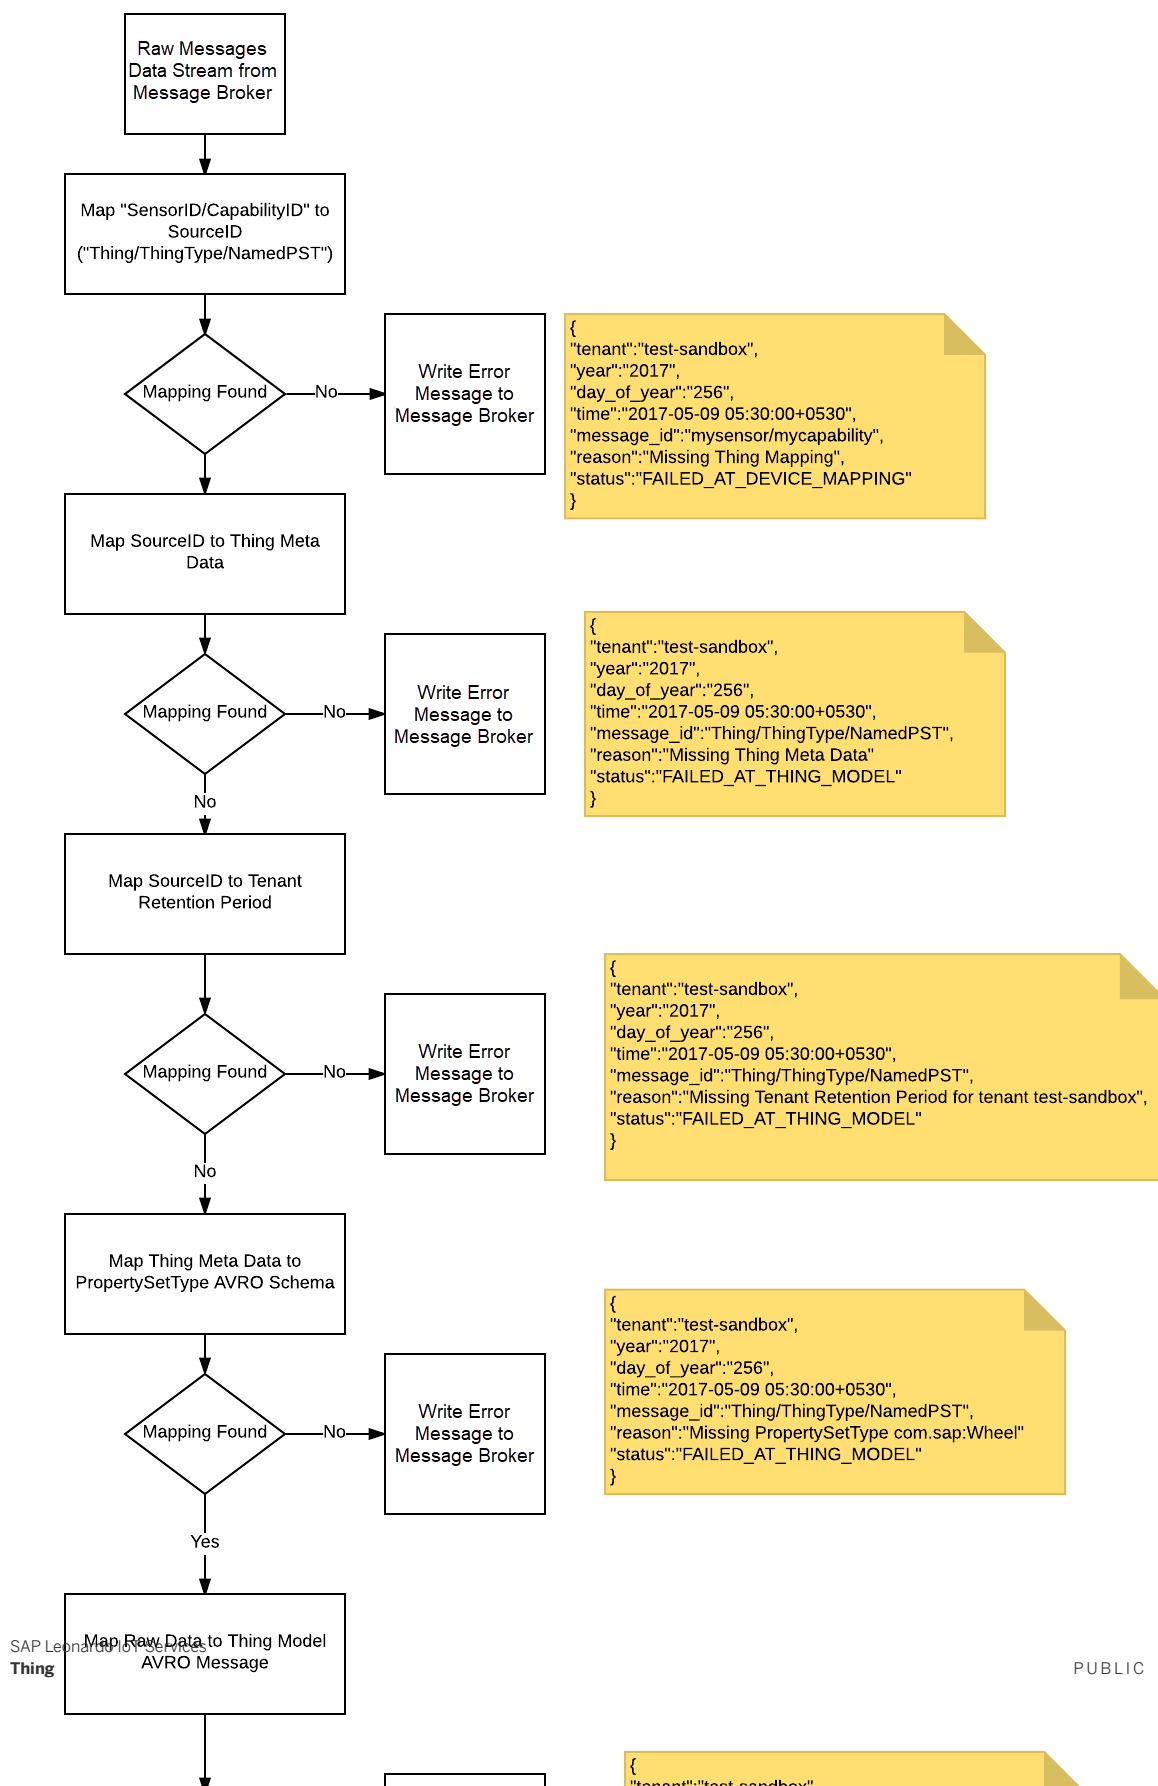 Raw Messages
Data Stream from
Message Broker
Map "SensorID/CapabilityID" to
SourceID
("Thing/ThingType/NamedPST")
Mapping Found
No
Write Error
Message to
Message Broker
{
"tenant":"test-sandbox",
"year":"2017",
"day_of_year":"256",
"time":"2017-05-09 05:30:00+0530",
"message_id":"mysensor/mycapability",
"reason":"Missing Thing Mapping",
"status":"FAILED_AT_DEVICE_MAPPING"
}
Map SourceID to Thing Meta
Data
Mapping Found
No
Write Error
Message to
Message Broker
{
"tenant":"test-sandbox",
"year":"2017",
"day_of_year":"256",
"time":"2017-05-09 05:30:00+0530",
"message_id":"Thing/ThingType/NamedPST",
"reason":"Missing Thing Meta Data"
"status":"FAILED_AT_THING_MODEL"
}
No
Map SourceID to Tenant
Retention Period
Mapping Found
No
Write Error
Message to
Message Broker
{
"tenant":"test-sandbox",
"year":"2017",
"day_of_year":"256",
"time":"2017-05-09 05:30:00+0530",
"message_id":"Thing/ThingType/NamedPST",
"reason":"Missing Tenant Retention Period for tenant test-sandbox",
"status":"FAILED_AT_THING_MODEL"
}
No
Map Thing Meta Data to
PropertySetType AVRO Schema
Mapping Found
No
Write Error
Message to
Message Broker
{
"tenant":"test-sandbox",
"year":"2017",
"day_of_year":"256",
"time":"2017-05-09 05:30:00+0530",
"message_id":"Thing/ThingType/NamedPST",
"reason":"Missing PropertySetType com.sap:Wheel"
"status":"FAILED_AT_THING_MODEL"
}
Yes
Map Raw Data to Thing Model
AVRO Message
SAP Leonardo IoT Services
Thing
PUBLIC
{
"tenant":"test-sandbox"